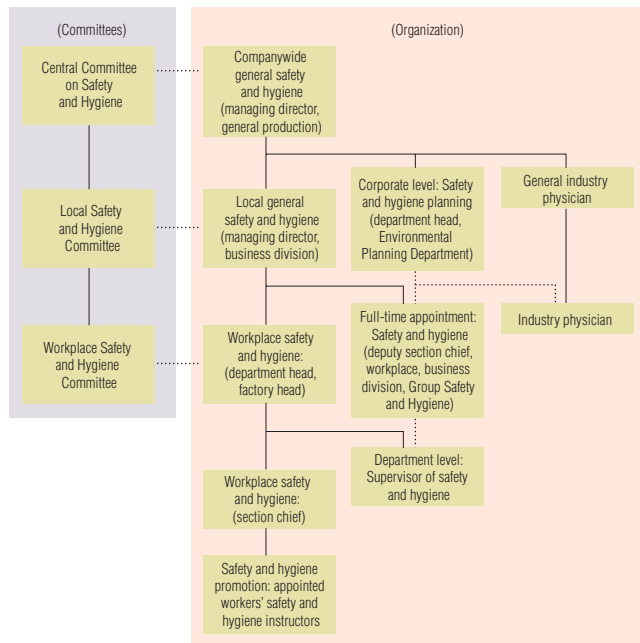 (Committees)
Central Committee
on Safety
and Hygiene
Local Safety
and Hygiene
Committee
Workplace Safety
and Hygiene
Committee
(Organization)
Companywide
general safety
and hygiene
(managing director,
general production)
Local general
safety and hygiene
(managing director,
business division)
Corporate level: Safety
and hygiene planning
(department head,
Environmental
Planning Department)
General industry
physician
Workplace safety
and hygiene:
(department head,
factory head)
Full-time appointment:
Safety and hygiene
(deputy section chief,
workplace, business
division, Group Safety
and Hygiene)
Industry physician
Workplace safety
and hygiene:
(section chief)
Department level:
Supervisor of safety
and hygiene
Safety and hygiene
promotion: appointed
workers' safety and
hygiene instructors